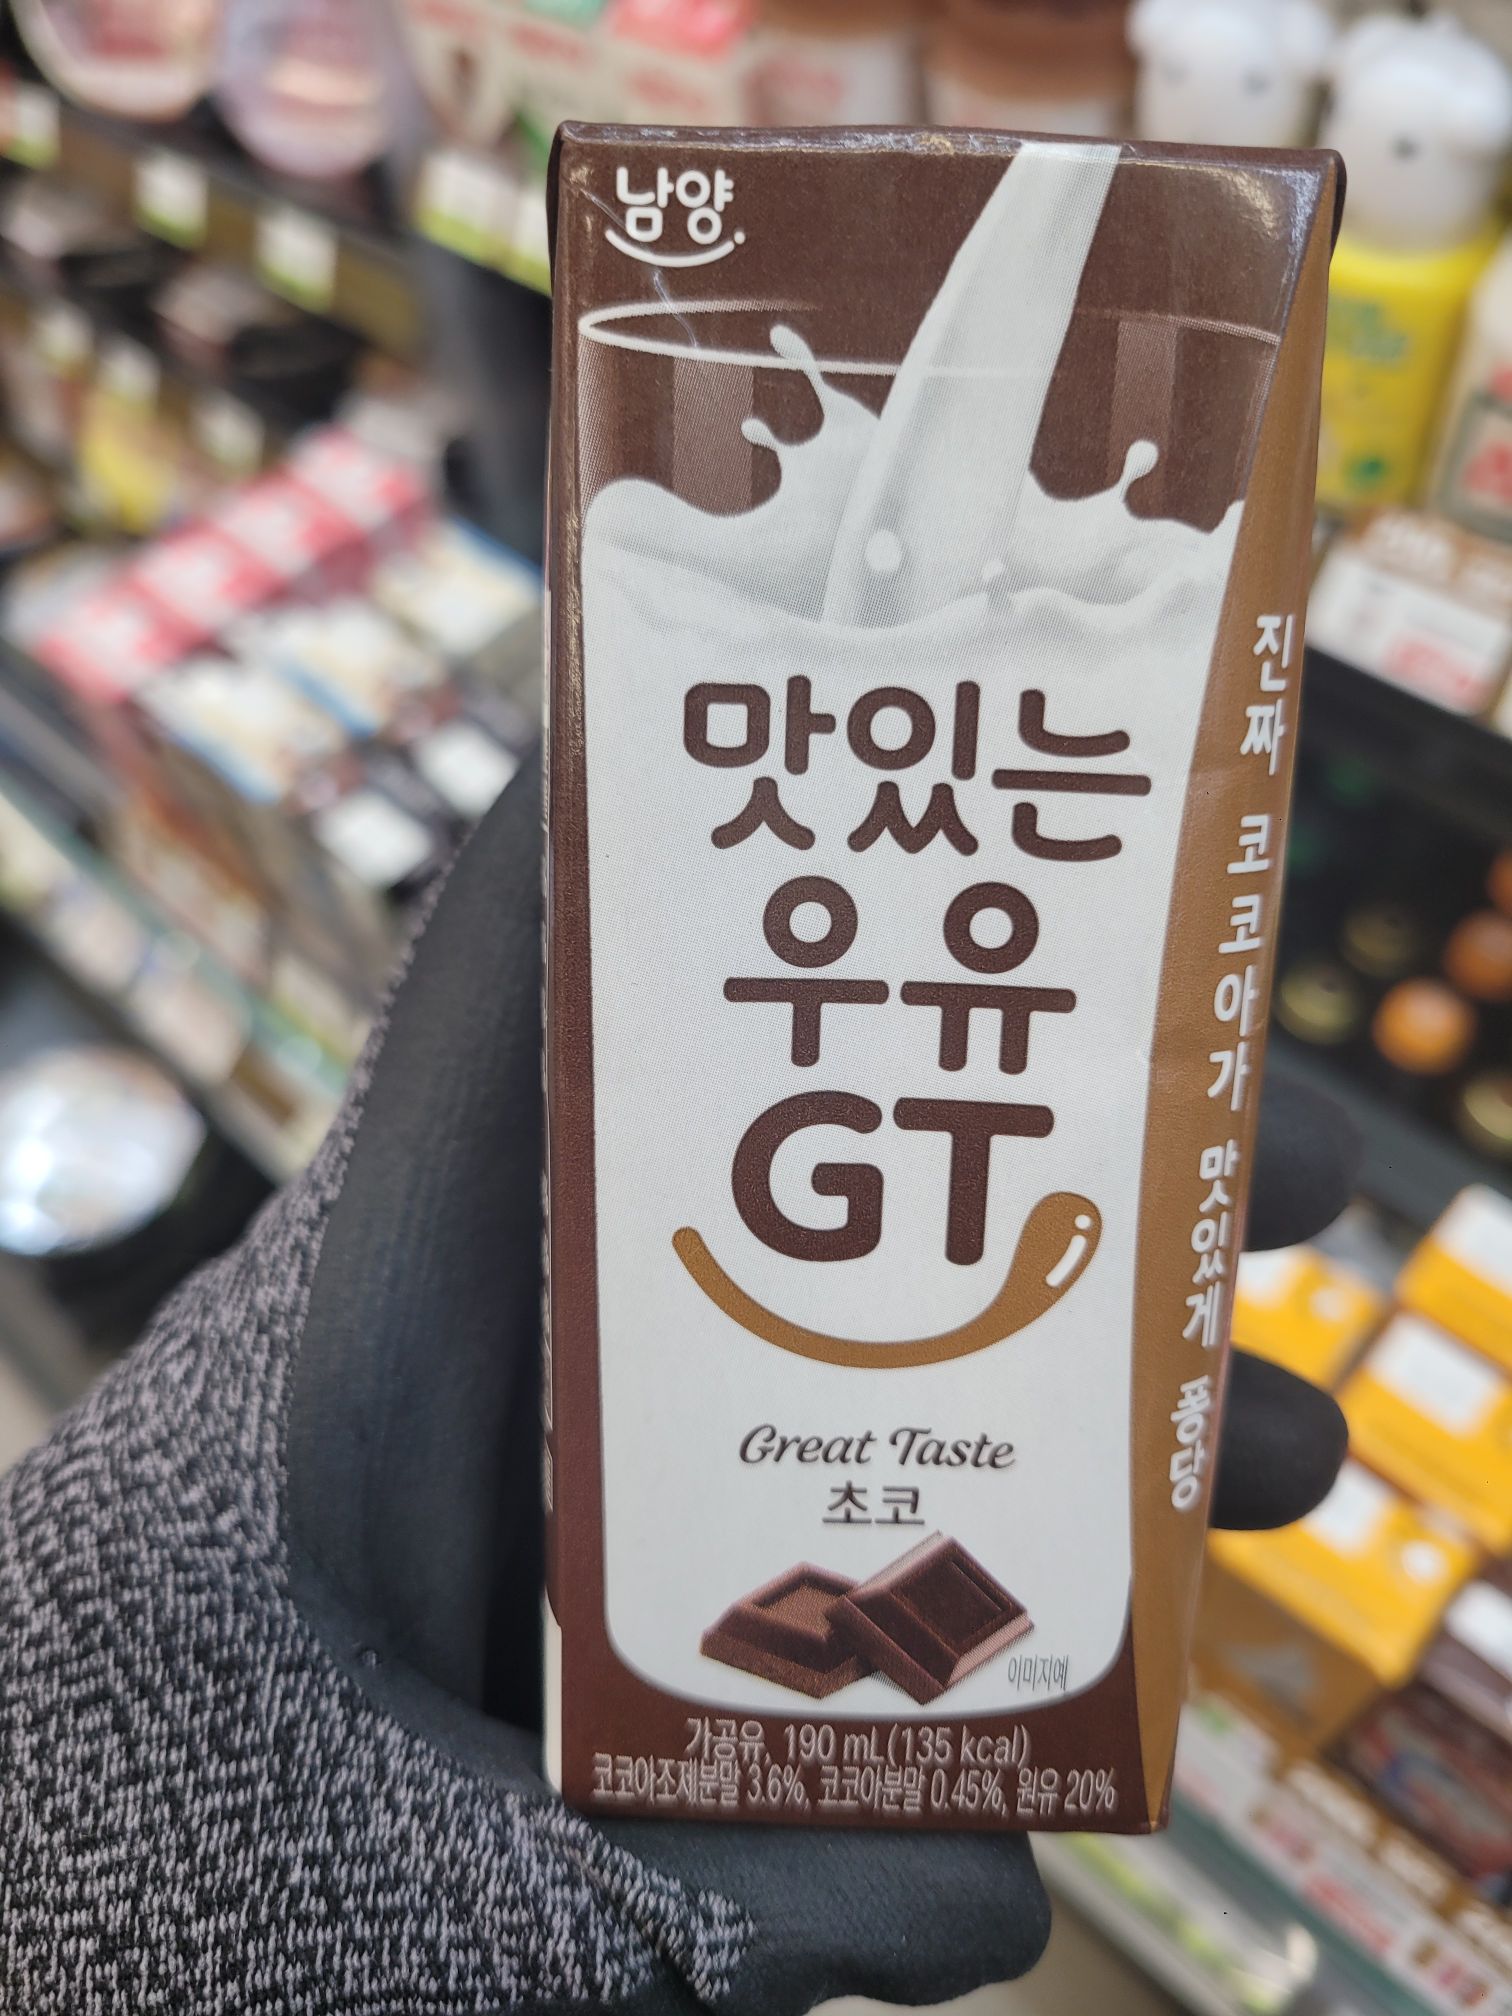 남양
맛있는
우유
GT
Great Taste
초코
이미지예
가공유, 190 mL (135 kcal)
코코아조제분말 3.6%, 코코아분말 0.45%, 원유 20%
진짜 코코아가 맛있게 퐁당